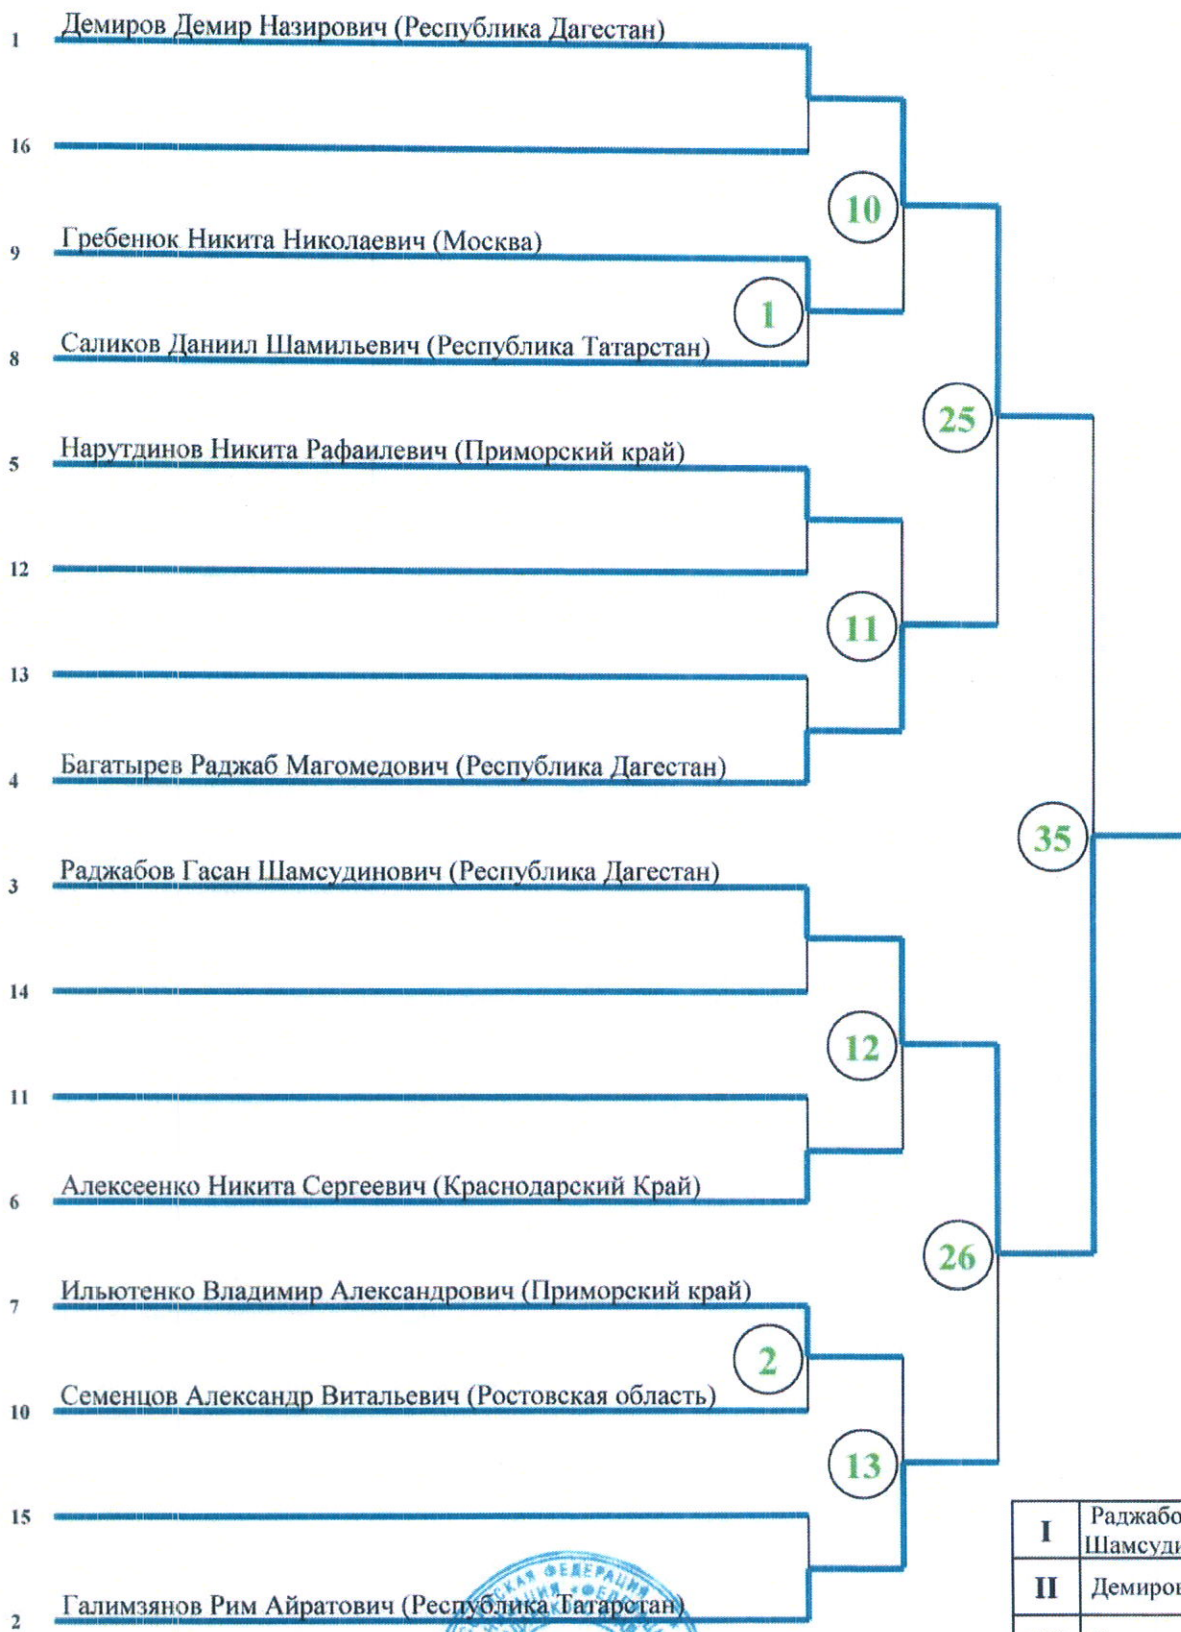 1 Демиров Демир Назирович (Республика Дагестан)
16
10
9 Гребенюк Никита Николаевич (Москва)
1
8 Саликов Даниил Шамильевич (Республика Татарстан)
25
5 Нарутдинов Никита Рафаилевич (Приморский край)
12
11
13
4 Багатырев Раджаб Магомедович (Республика Дагестан)
35
3 Раджабов Гасан Шамсудинович (Республика Дагестан)
14
12
11
6 Алексеенко Никита Сергеевич (Краснодарский Край)
26
7 Ильютенко Владимир Александрович (Приморский край)
2
10 Семенцов Александр Витальевич (Ростовская область)
13
15
I Раджабо
Шамсуди
II Демиров
2 Галимзянов Рим Айратович (Республика Татарстан)